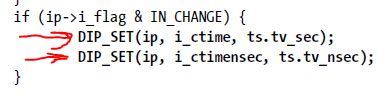 if (ip->i_flag & IN_CHANGE) {
DIP_SET(ip, i_ctime, ts.tv_sec);
DIP_SET(ip, i_ctimensec, ts.tv_nsec);
}